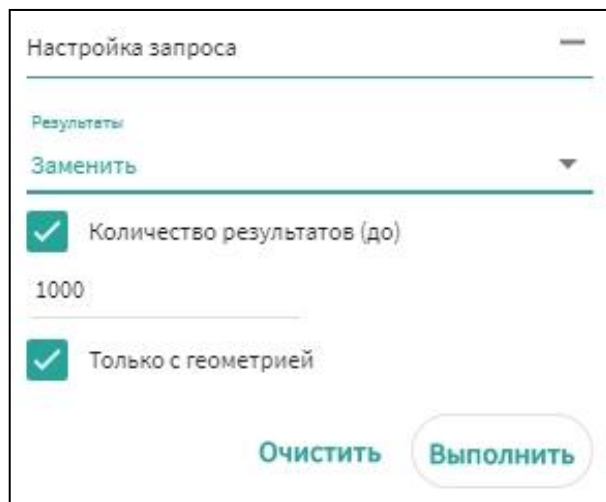 Настройка запроса
Результаты
Заменить
Количество результатов (до)
1000
Только с геометрией
Очистить Выполнить